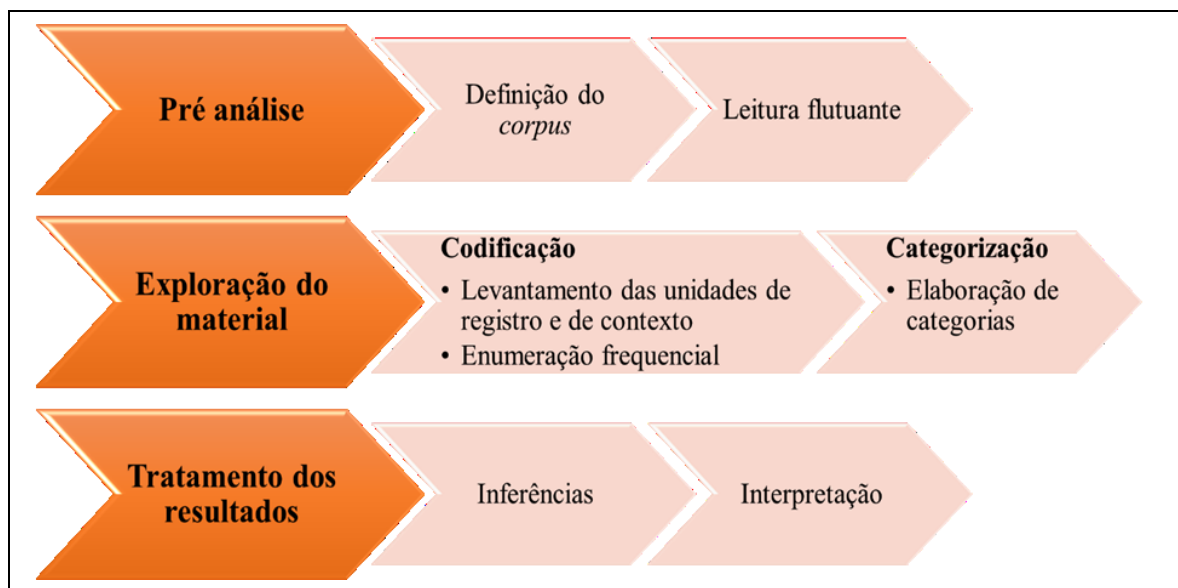 Pré análise
Definição do
corpus
Leitura flutuante
Exploração do
material
Codificação
• Levantamento das unidades de
registro e de contexto
• Enumeração frequencial
Categorização
• Elaboração de
categorias
Tratamento dos
resultados
Inferências
Interpretação